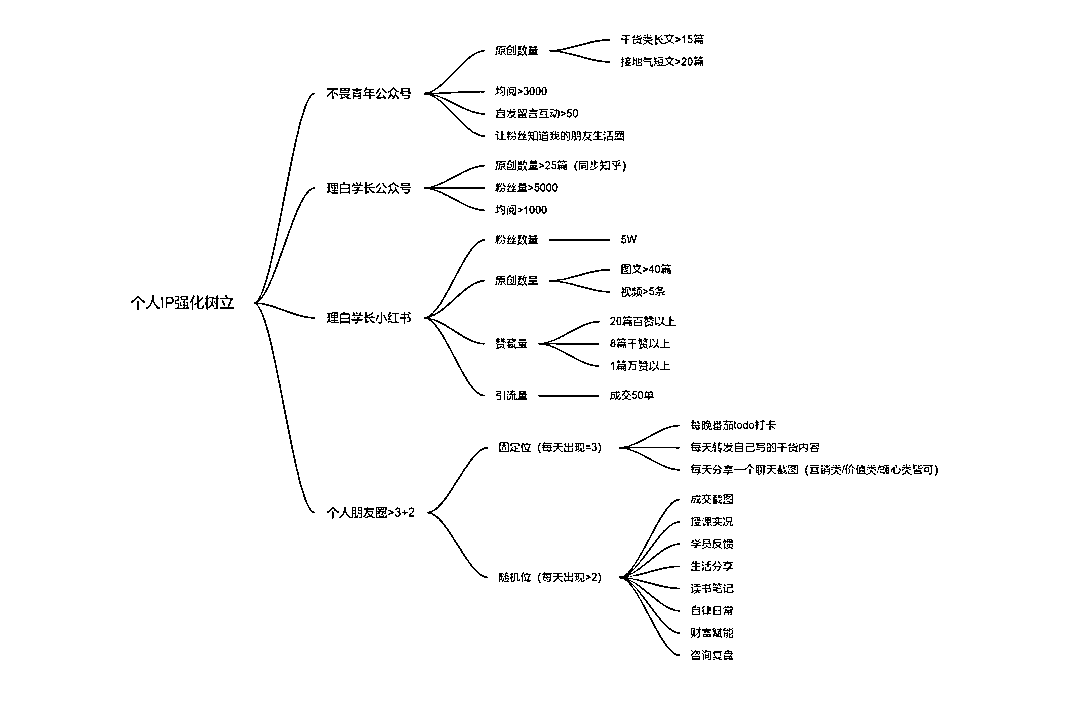 个人IP强化树立
不畏青年公众号
原创数量
干货类长文>15篇
接地气短文>20篇
均阅>3000
自发留言互动>50
让粉丝知道我的朋友生活圈
理白学长公众号
原创数量>25篇（同步知乎）
粉丝量>5000
均阅>1000
理白学长小红书
粉丝数量
5W
原创数量
图文>40篇
视频>5条
赞藏量
20篇百赞以上
8篇千赞以上
1篇万赞以上
引流量
成交50单
个人朋友圈>3+2
固定位（每天出现=3）
每晚番茄todo打卡
每天转发自己写的干货内容
每天分享一个聊天截图（营销类/价值类/暖心类皆可）
随机位（每天出现>2）
成交截图
授课实况
学员反馈
生活分享
读书笔记
自律日常
财富赋能
咨询复盘